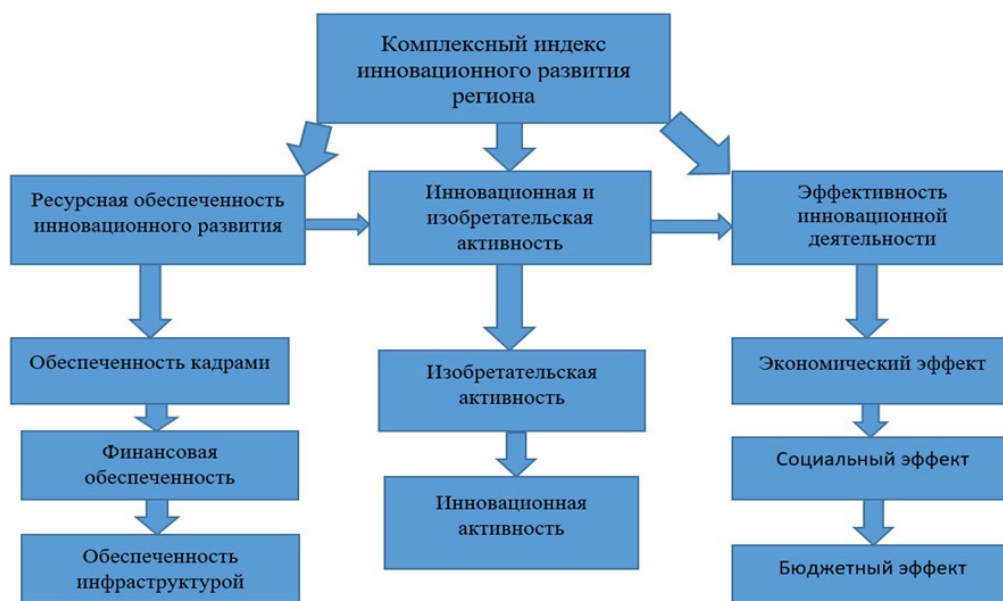 Комплексный индекс
инновационного развития
региона
Ресурсная обеспеченность
инновационного развития
Инновационная и
изобретательская
активность
Эффективность
инновационной
деятельности
Обеспеченность кадрами
Изобретательская
активность
Экономический эффект
Финансовая
обеспеченность
Инновационная
активность
Социальный эффект
Обеспеченность
инфраструктурой
Бюджетный эффект